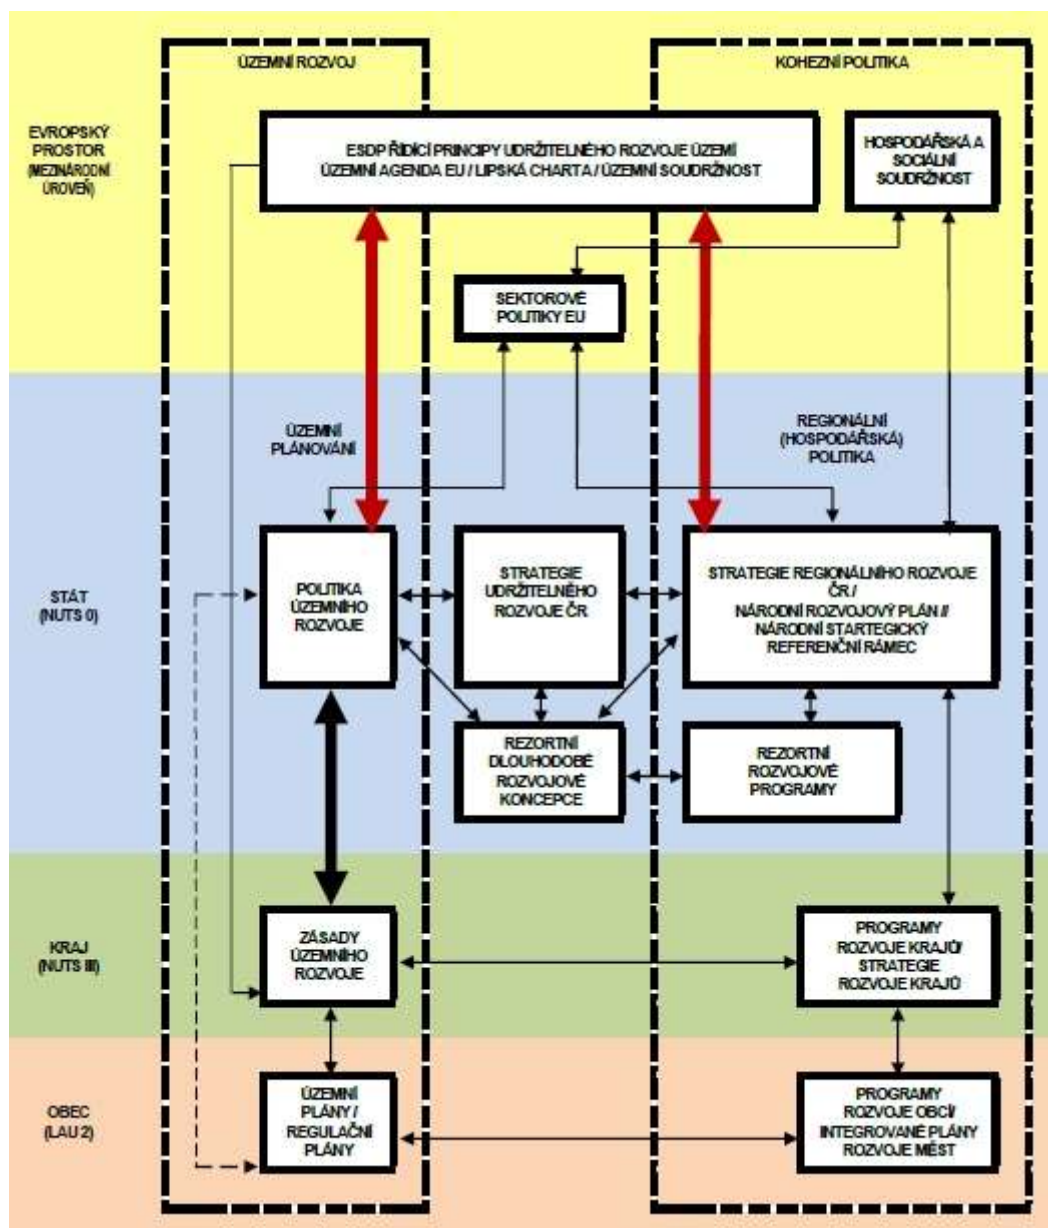 ÚZEMNÍ ROZVOJ
KOHEZNÍ POLITIKA
EVROPSKÝ
PROSTOR
(MEZINÁRODNÍ
ÚROVEŇ)
ESDP ŘÍDÍCÍ PRINCIPY UDRŽITELNÉHO ROZVOJE ÚZEMÍ
ÚZEMNÍ AGENDA EU / LIPSKÁ CHARTA / ÚZEMNÍ SOUDRŽNOST
HOSPODÁŘSKÁ A
SOCIÁLNÍ
SOUDRŽNOST
SEKTOROVÉ
POLITIKY EU
ÚZEMNÍ
PLÁNOVÁNÍ
REGIONÁLNÍ
(HOSPODÁŘSKÁ)
POLITIKA
STÁT
(NUTS 0)
POLITIKA
ÚZEMNÍHO
ROZVOJE
STRATEGIE
UDRŽITELNÉHO
ROZVOJE ČR
STRATEGIE REGIONÁLNÍHO ROZVOJE
ČR /
NÁRODNÍ ROZVOJOVÝ PLÁN //
NÁRODNÍ STARTEGICKÝ
REFERENČNÍ RÁMEC
REZORTNÍ
DLOUHODOBÉ
ROZVOJOVÉ
KONCEPCE
REZORTNÍ
ROZVOJOVÉ
PROGRAMY
KRAJ
(NUTS III)
ZÁSADY
ÚZEMNÍHO
ROZVOJE
PROGRAMY
ROZVOJE KRAJŮ/
STRATEGIE
ROZVOJE KRAJŮ
OBEC
(LAU 2)
ÚZEMNÍ
PLÁNY /
REGULAČNÍ
PLÁNY
PROGRAMY
ROZVOJE OBCÍ/
INTEGROVANÉ PLÁNY
ROZVOJE MĚST